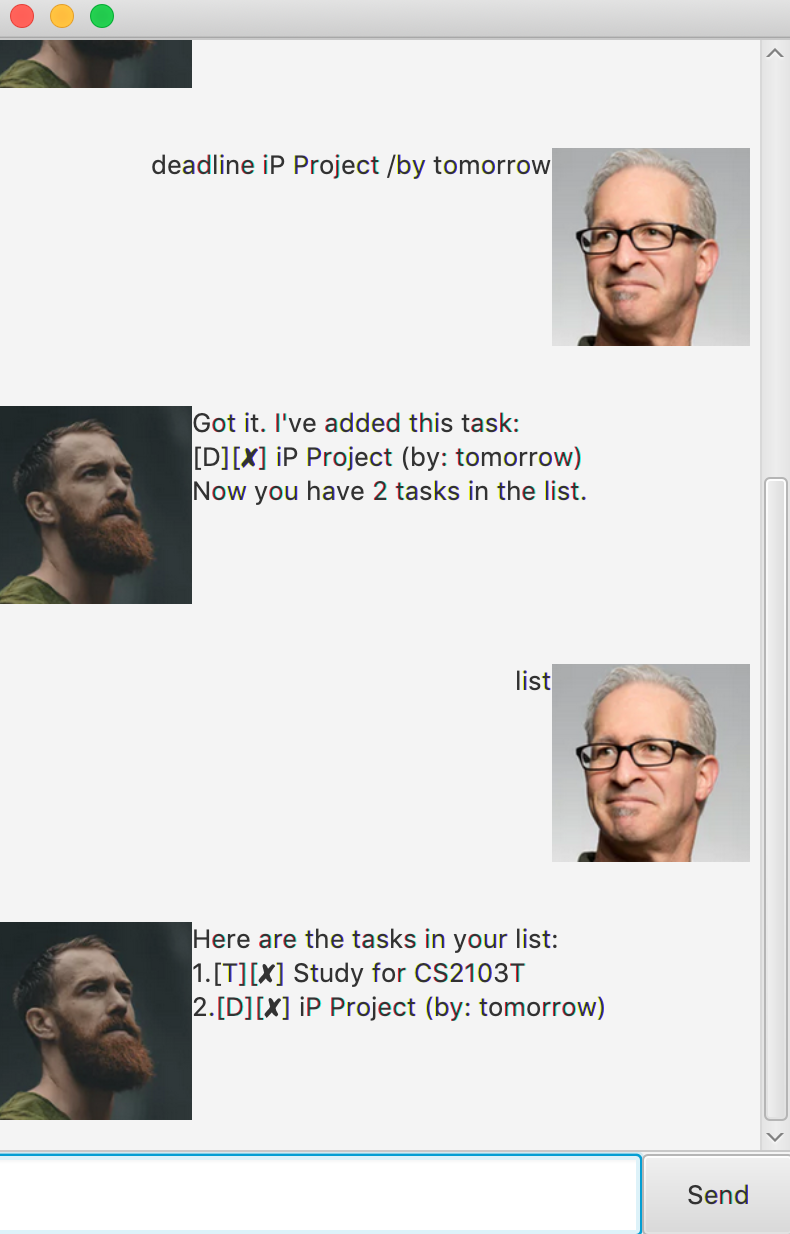 deadline iP Project /by tomorrow
Got it. I've added this task:
[D][✘] iP Project (by: tomorrow)
Now you have 2 tasks in the list.
list
Here are the tasks in your list:
1.[T][✘] Study for CS2103T
2.[D][✘] iP Project (by: tomorrow)
Send